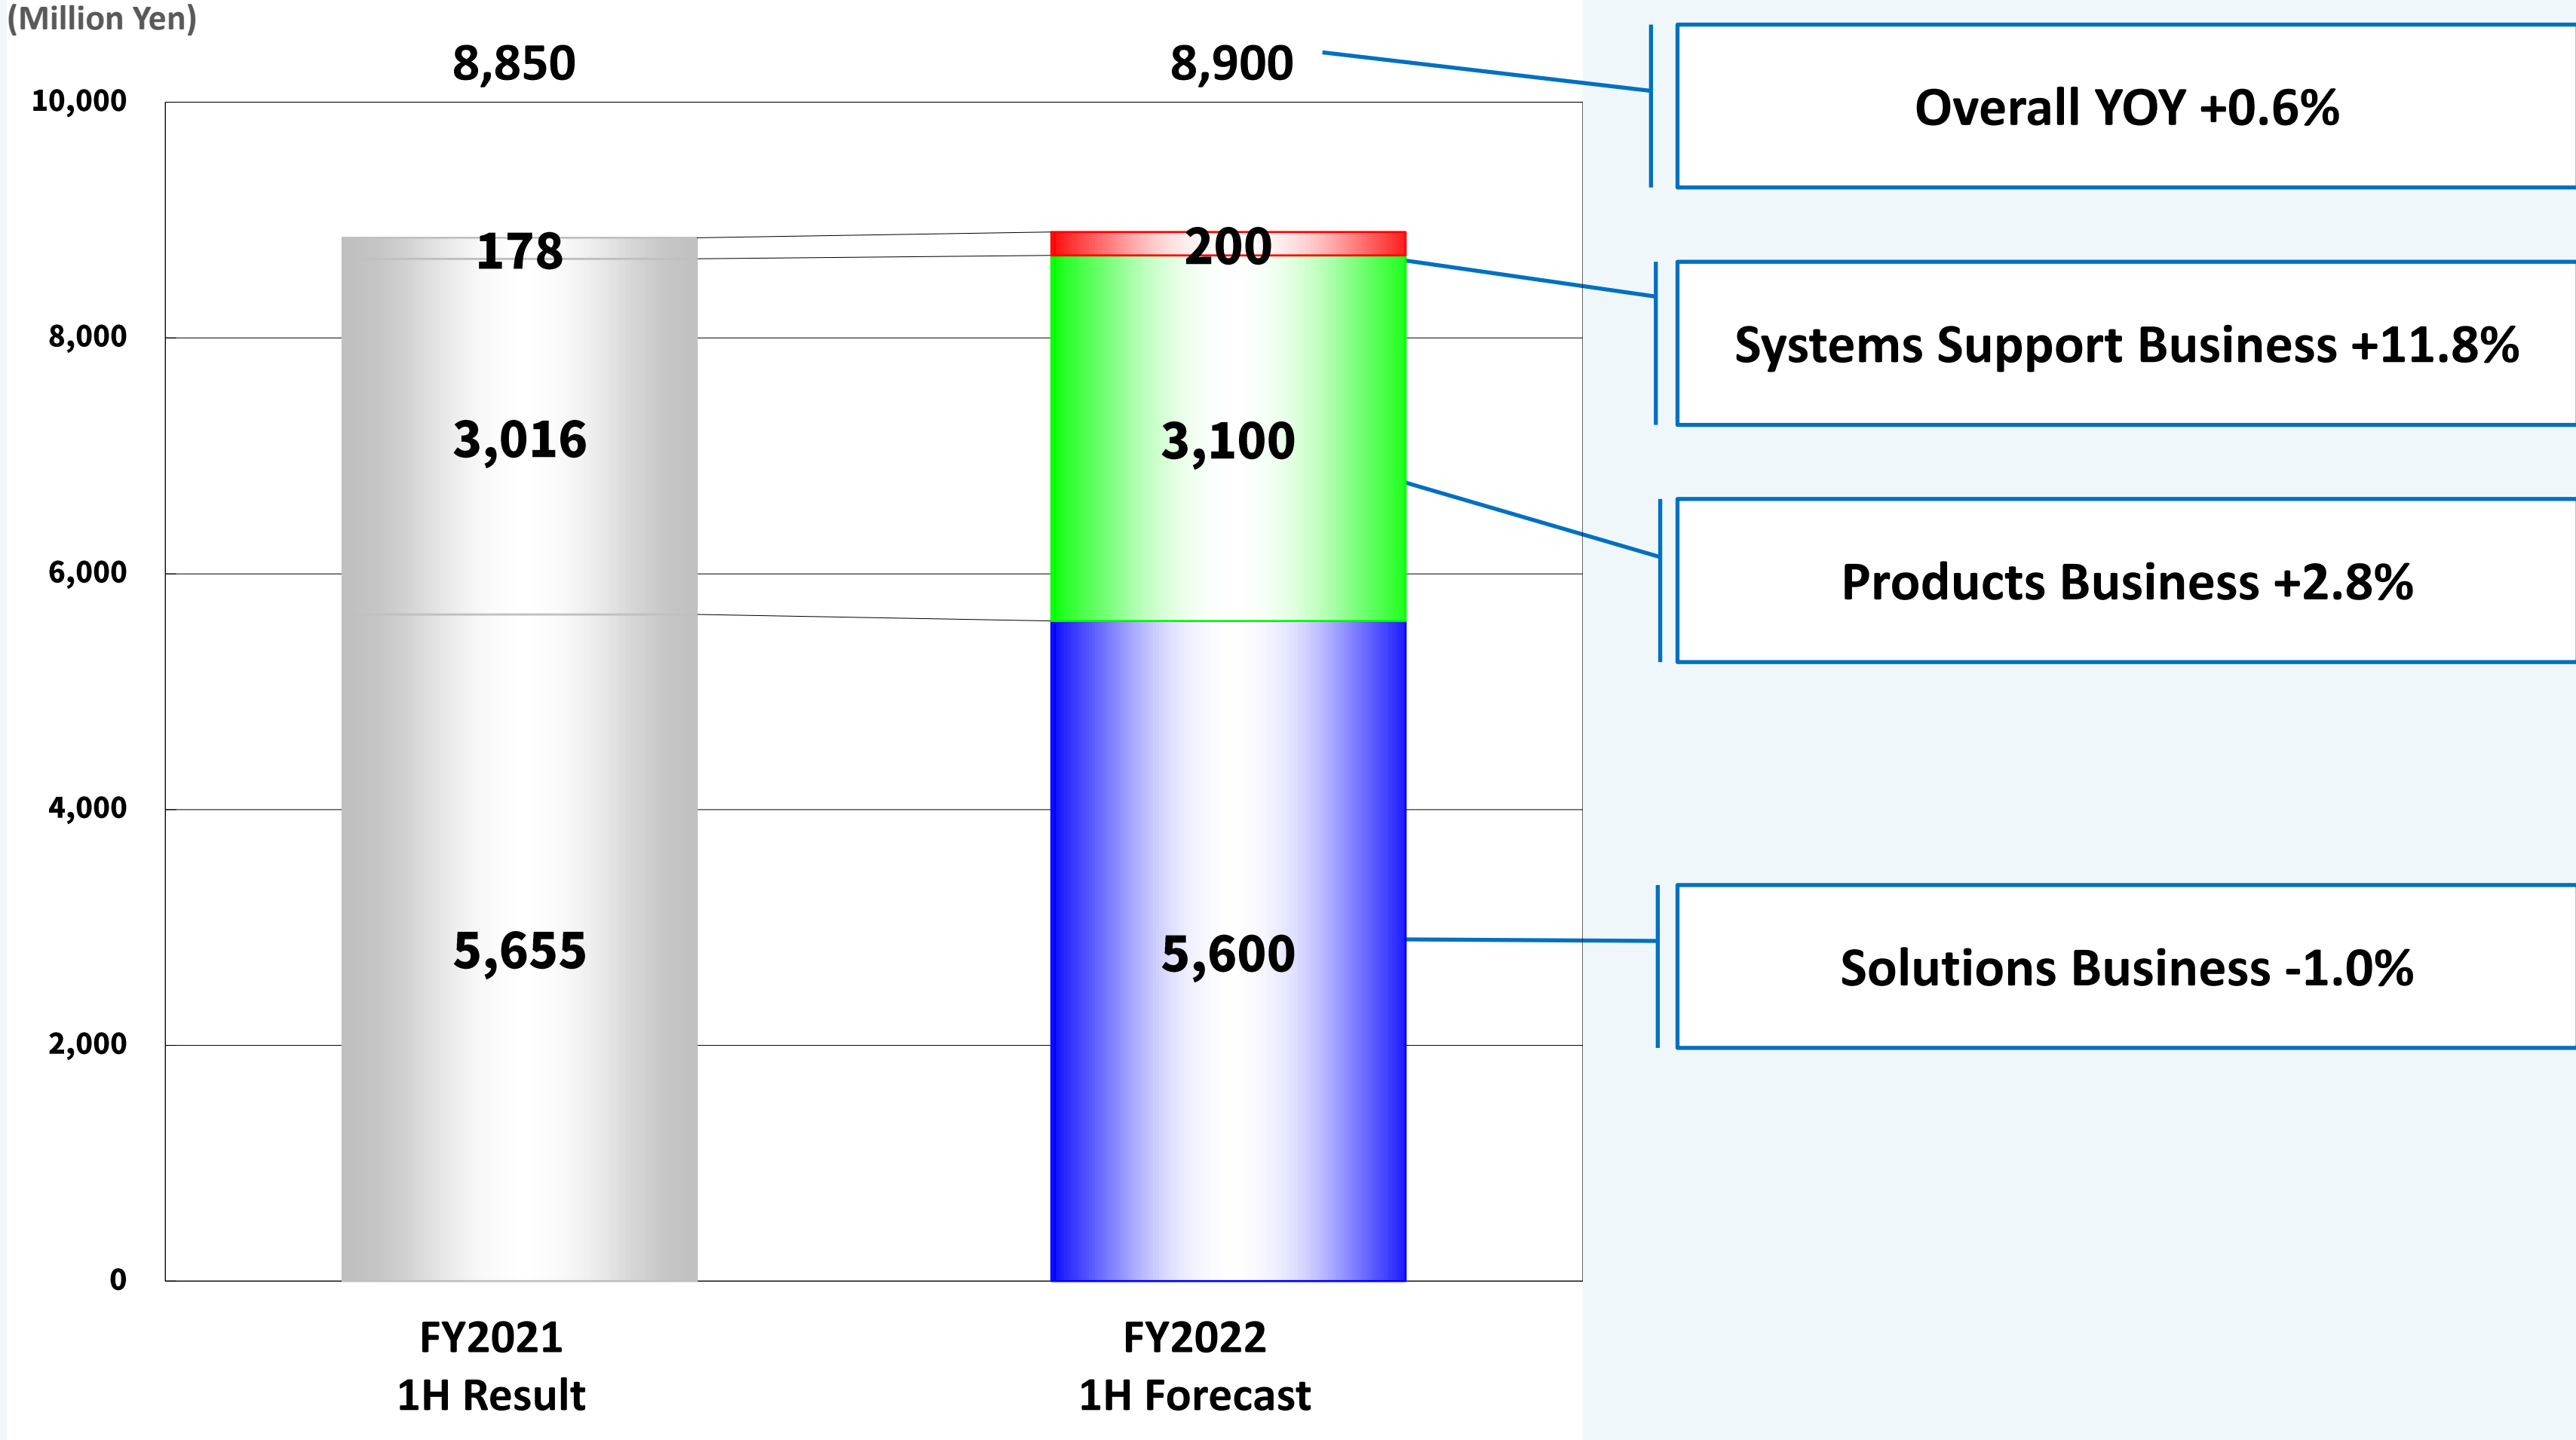 (Million Yen)
8,850
8,900
10,000
8,000
6,000
4,000
2,000
0
178
3,016
5,655
200
3,100
5,600
FY2021
1H Result
FY2022
1H Forecast
Overall YOY +0.6%
Systems Support Business +11.8%
Products Business +2.8%
Solutions Business -1.0%